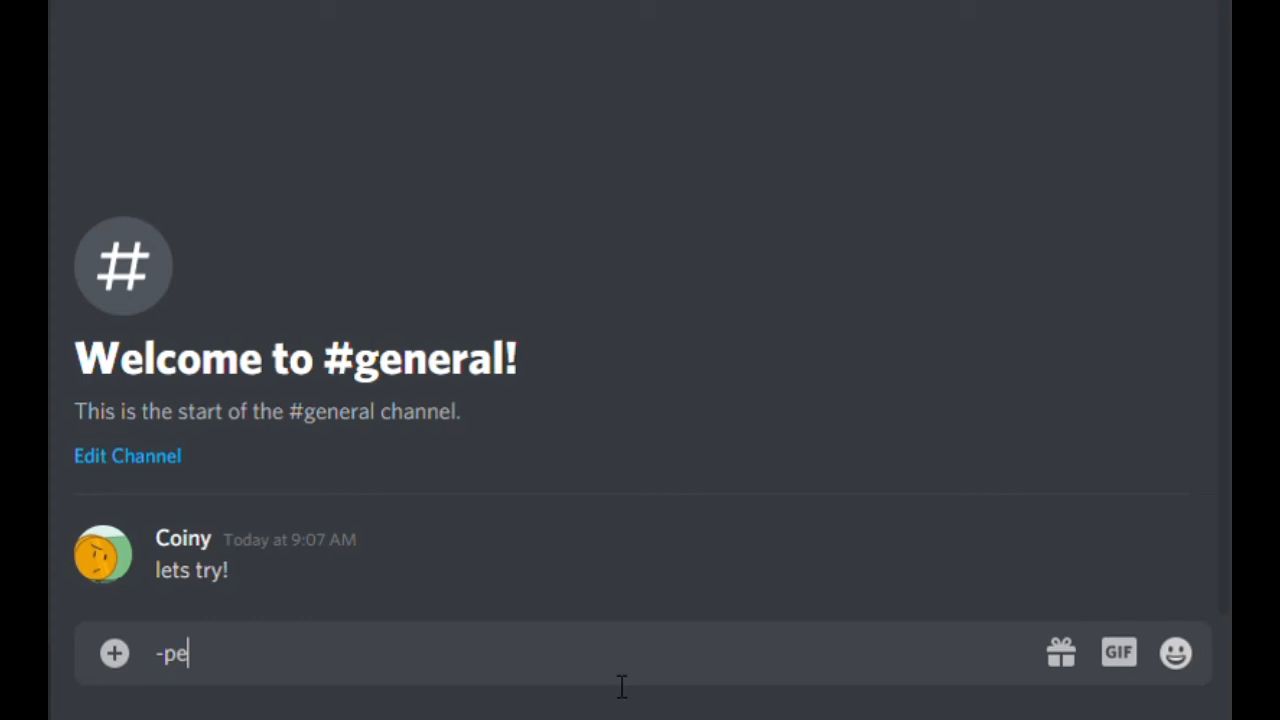 #
Welcome to #general!
This is the start of the #general channel.
Edit Channel
Coiny Today at 9:07 AM
lets try!
-pe
GIF